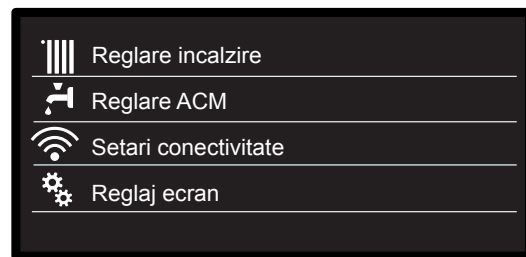 Reglare incalzire
Reglare ACM
Setari conectivitate
Reglaj ecran